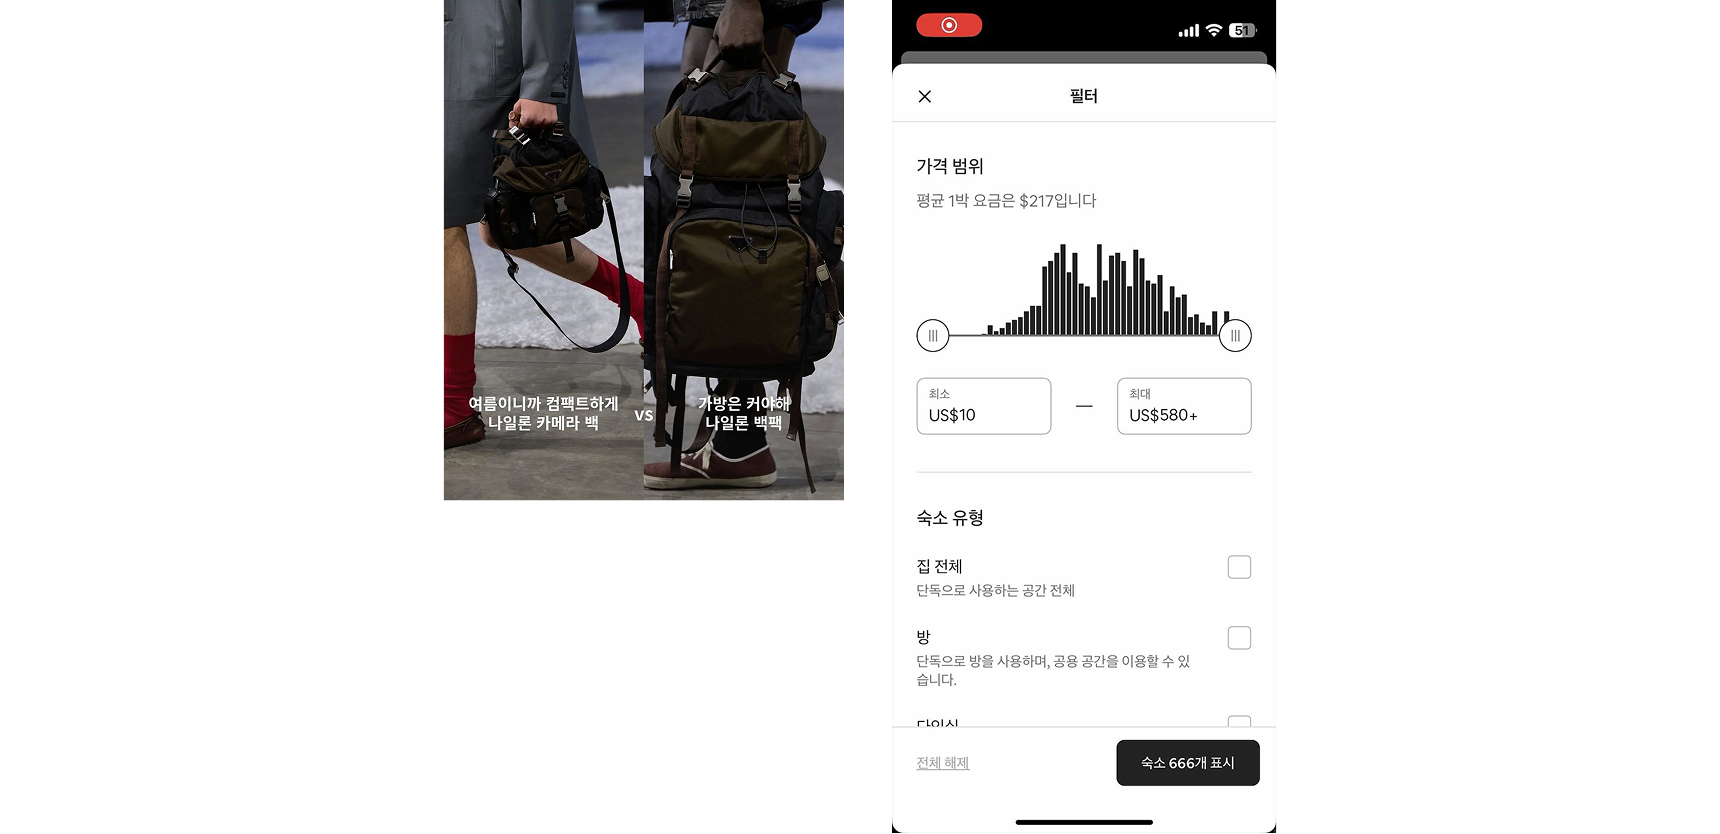 여름이니까 컴팩트하게
나일론 카메라 백
VS
가방은 커야해
나일론 백팩
51
필터
가격 범위
평균 1박 요금은 $217입니다
최소
US$10
—
최대
US$580+
숙소 유형
집 전체
단독으로 사용하는 공간 전체
방
단독으로 방을 사용하며, 공용 공간을 이용할 수 있
습니다.
다인실
전체 해제
숙소 666개 표시